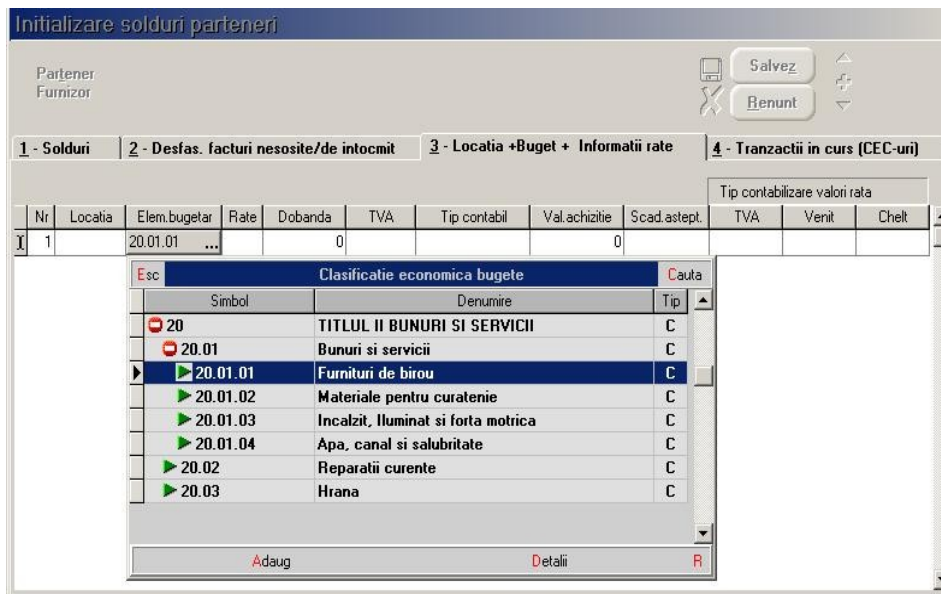 Initializare solduri parteneri
Partener
Furnizor
Salvez
Renunt
1 - Solduri 2 - Desfas. facturi nesosite/de intocmit 3 - Locatia +Buget + Informatii rate 4 - Tranzactii in curs (CEC-uri)
Tip contabilizare valori rata
Nr Locatia Elem.bugetar Rate Dobanda TVA Tip contabil Val.achizitie Scad.astept. TVA Venit Chelt
1 20.01.01 ... 0 0
Esc Clasificatie economica bugete Cauta
Simbol Denumire Tip
20 TITLUL II BUNURI SI SERVICII C
20.01 Bunuri si servicii C
20.01.01 Furnituri de birou C
20.01.02 Materiale pentru curatenie C
20.01.03 Incalzit, Iluminat si forta motrica C
20.01.04 Apa, canal si salubritate C
20.02 Reparatii curente C
20.03 Hrana C
Adaug Detalii R